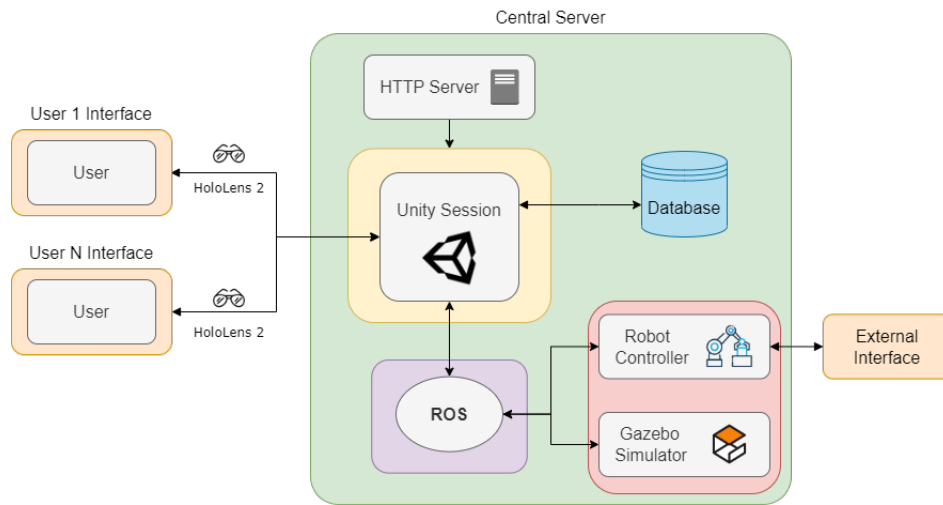 Central Server
HTTP Server
User 1 Interface
User
HoloLens 2
Unity Session
Database
User N Interface
User
HoloLens 2
Robot
Controller
External
Interface
ROS
Gazebo
Simulator